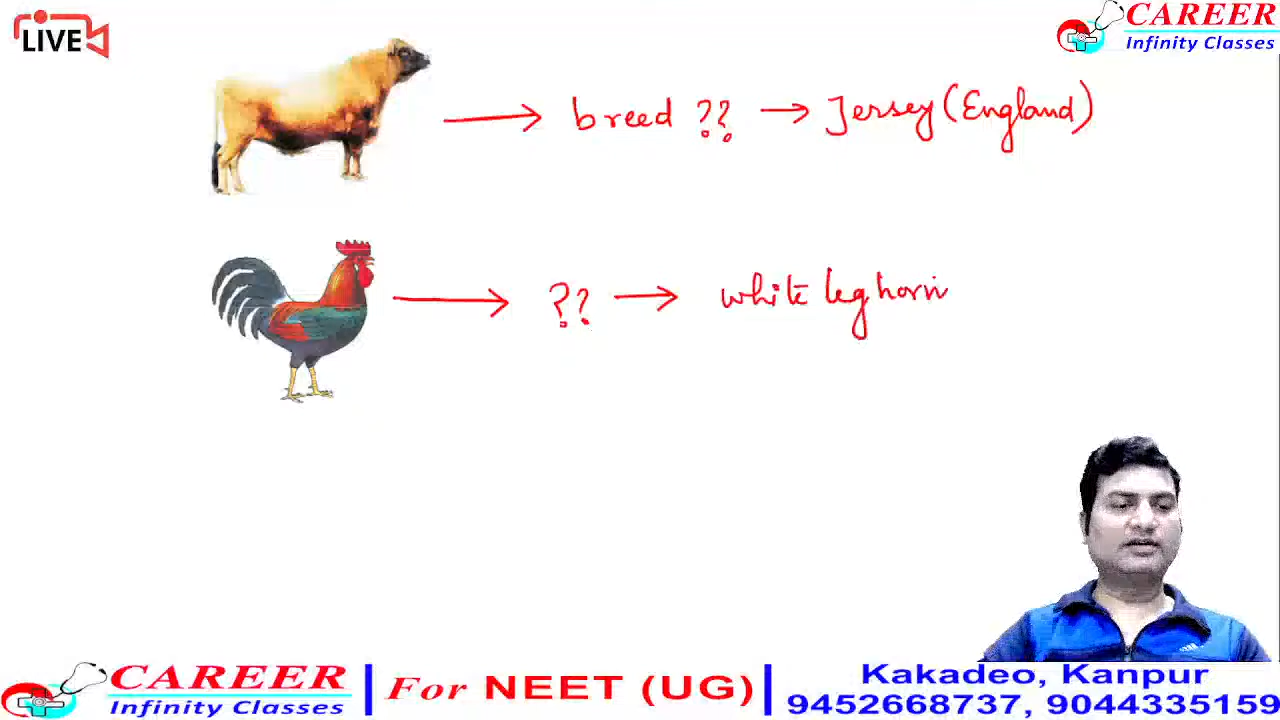 LIVE
CAREER
Infinity Classes
breed ?? → Jersey (England)
?? → white leghorn
CAREER
Infinity Classes
For NEET (UG)
Kakadeo, Kanpur
9452668737, 9044335159